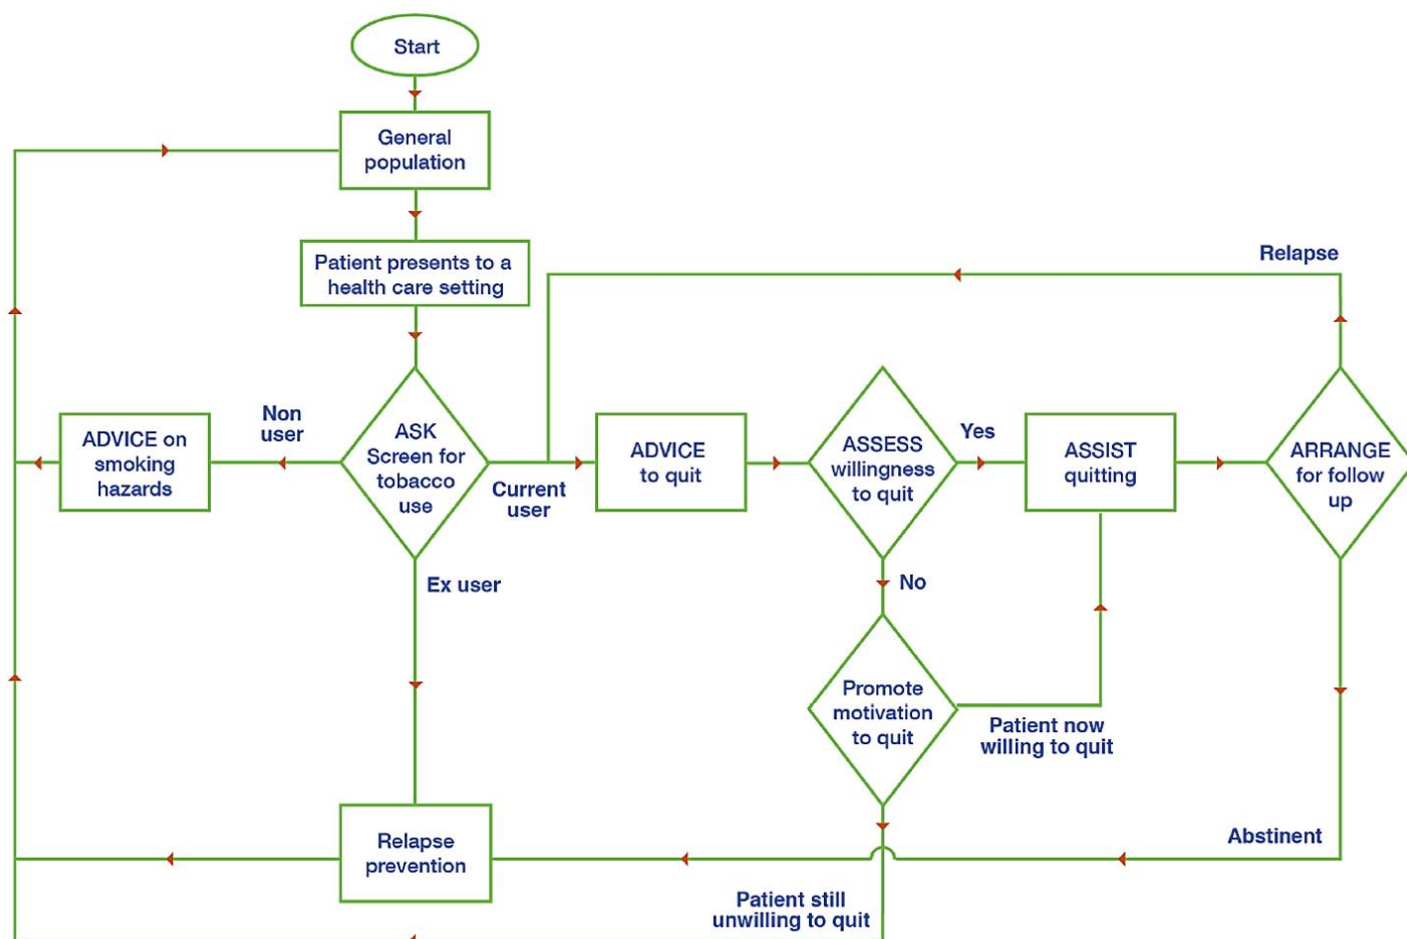 Start
General
population
Patient presents to a
health care setting
Relapse
Non
user
ADVICE on
smoking
hazards
ASK
Screen for
tobacco
use
Current
user
ADVICE
to quit
ASSESS
willingness
to quit
Yes
ASSIST
quitting
ARRANGE
for follow
up
Ex user
No
Promote
motivation
to quit
Patient now
willing to quit
Relapse
prevention
Abstinent
Patient still
unwilling to quit